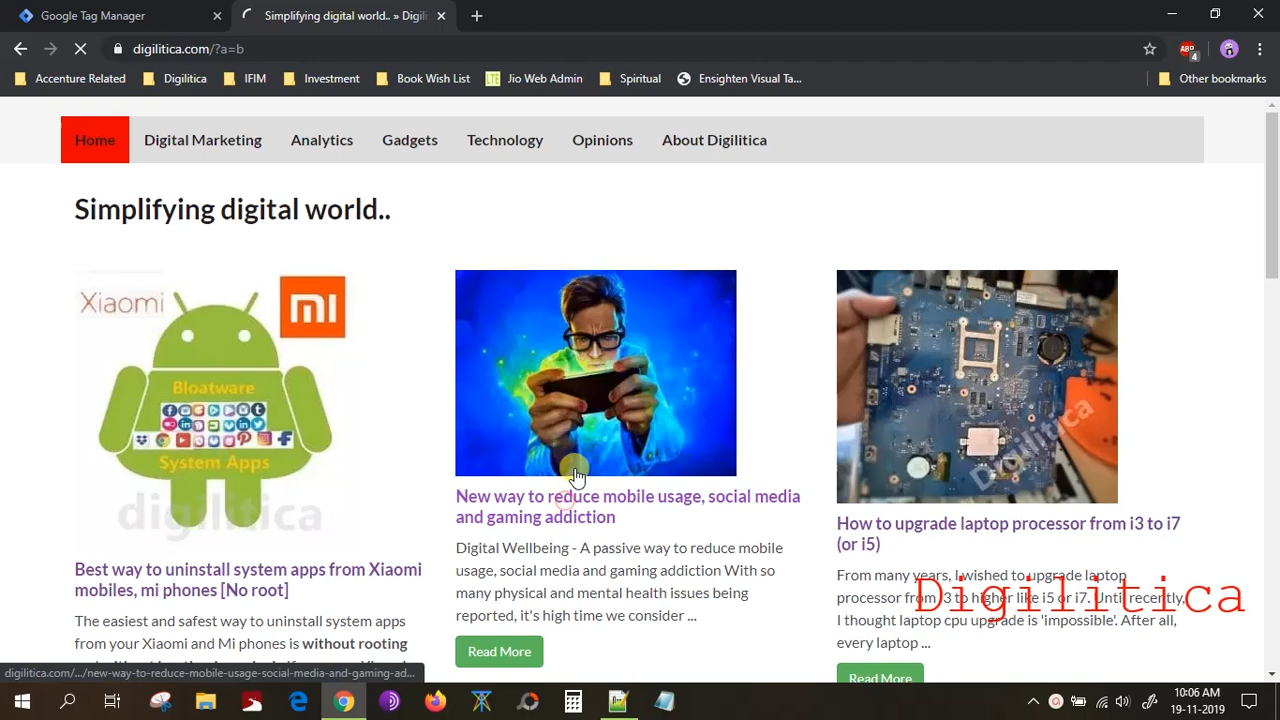 Google Tag Manager
Simplifying digital world.. » Digili
digilitica.com/?a=b
ABP
4
Accenture Related
Digilitica
IFIM
Investment
Book Wish List
LTE
Jio Web Admin
Spiritual
Ensighten Visual Ta...
Other bookmarks
Home
Digital Marketing
Analytics
Gadgets
Technology
Opinions
About Digilitica
Simplifying digital world..
Xiaomi
MI
Bloatware
System Apps
digilitica
Best way to uninstall system apps from Xiaomi
mobiles, mi phones [No root]
The easiest and safest way to uninstall system apps
from your Xiaomi and Mi phones is without rooting
New way to reduce mobile usage, social media
and gaming addiction
Digital Wellbeing - A passive way to reduce mobile
usage, social media and gaming addiction With so
many physical and mental health issues being
reported, it's high time we consider ...
Read More
Digilitica
How to upgrade laptop processor from i3 to i7
(or i5)
From many years, I wished to upgrade laptop
processor from i3 to higher like i5 or i7. Until recently,
I thought laptop cpu upgrade is 'impossible'. After all,
every laptop ...
Read More
Digilitica
digilitica.com/.../new-way-to-reduce-mobile-usage-social-media-and-gaming-ad...
10:06 AM
19-11-2019